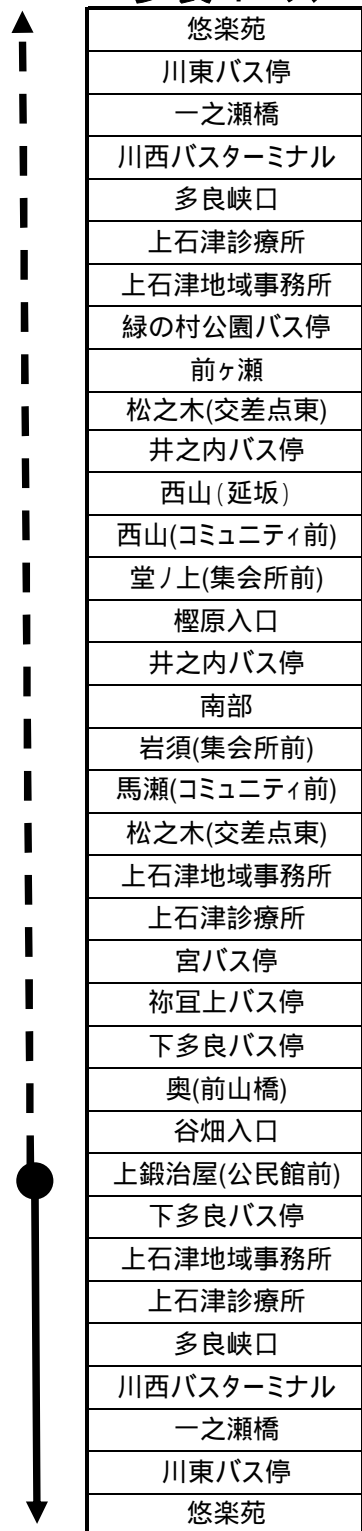 悠楽苑
川東バス停
一之瀬橋
川西バスターミナル
多良峡口
上石津診療所
上石津地域事務所
緑の村公園バス停
前ヶ瀬
松之木(交差点東)
井之内バス停
西山(延坂)
西山(コミュニティ前)
堂ノ上(集会所前)
樫原入口
井之内バス停
南部
岩須(集会所前)
馬瀬(コミュニティ前)
松之木(交差点東)
上石津地域事務所
上石津診療所
宮バス停
祢冝上バス停
下多良バス停
奥(前山橋)
谷畑入口
上鍛治屋(公民館前)
下多良バス停
上石津地域事務所
上石津診療所
多良峡口
川西バスターミナル
一之瀬橋
川東バス停
悠楽苑